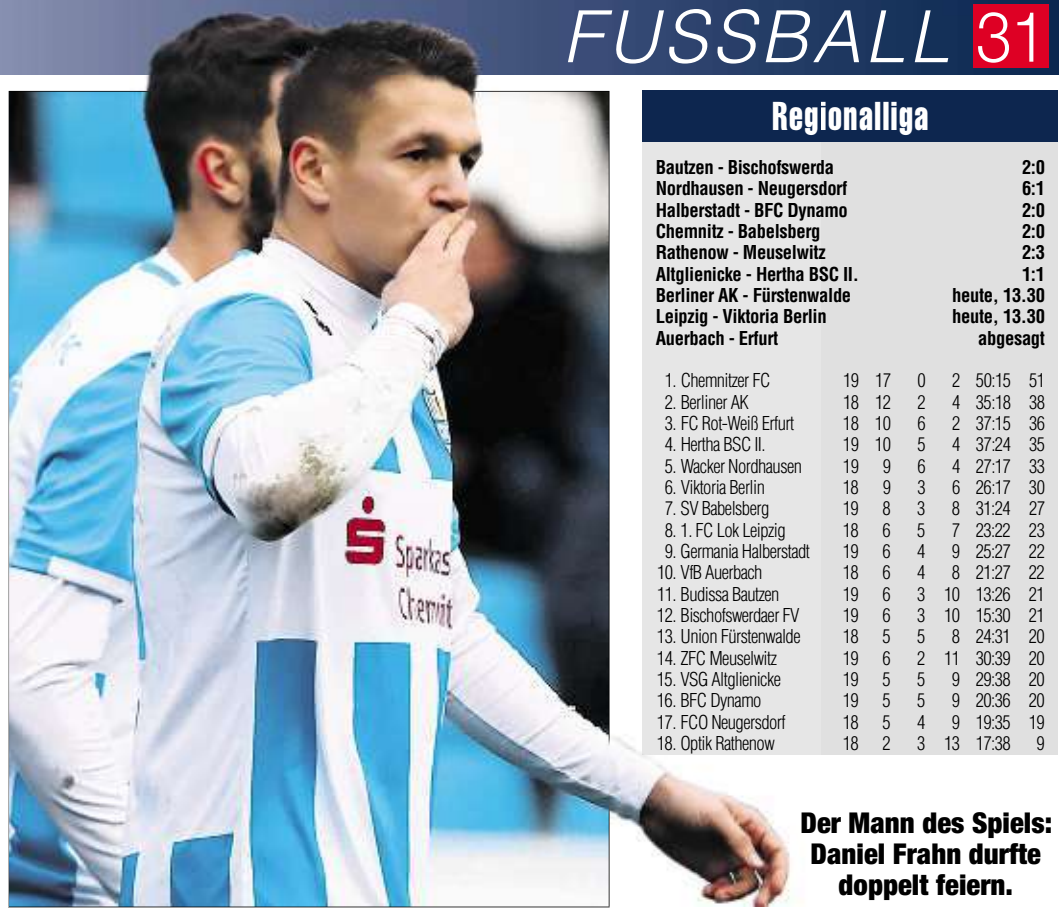 FUSSBALL 31
Regionalliga
Bautzen - Bischofswerda 2:0
Nordhausen - Neugersdorf 6:1
Halberstadt - BFC Dynamo 2:0
Chemnitz - Babelsberg 2:0
Rathenow - Meuselwitz 2:3
Altglienicke - Hertha BSC II. 1:1
Berliner AK - Fürstenwalde heute, 13.30
Leipzig - Viktoria Berlin heute, 13.30
Auerbach - Erfurt abgesagt
1. Chemnitzer FC 19 17 0 2 50:15 51
2. Berliner AK 18 12 2 4 35:18 38
3. FC Rot-Weiß Erfurt 18 10 6 2 37:15 36
4. Hertha BSC II. 19 10 5 4 37:24 35
5. Wacker Nordhausen 19 9 6 4 27:17 33
6. Viktoria Berlin 18 9 3 6 26:17 30
7. SV Babelsberg 19 8 3 8 31:24 27
8. 1. FC Lok Leipzig 18 6 5 7 23:22 23
9. Germania Halberstadt 19 6 4 9 25:27 22
10. VfB Auerbach 18 6 4 8 21:27 22
11. Budissa Bautzen 19 6 3 10 13:26 21
12. Bischofswerdaer FV 19 6 3 10 15:30 21
13. Union Fürstenwalde 18 5 5 8 24:31 20
14. ZFC Meuselwitz 19 6 2 11 30:39 20
15. VSG Altglienicke 19 5 5 9 29:38 20
16. BFC Dynamo 19 5 5 9 20:36 20
17. FCO Neugersdorf 18 5 4 9 19:35 19
18. Optik Rathenow 18 2 3 13 17:38 9
Sparkas
Chemnit
Der Mann des Spiels:
Daniel Frahn durfte
doppelt feiern.